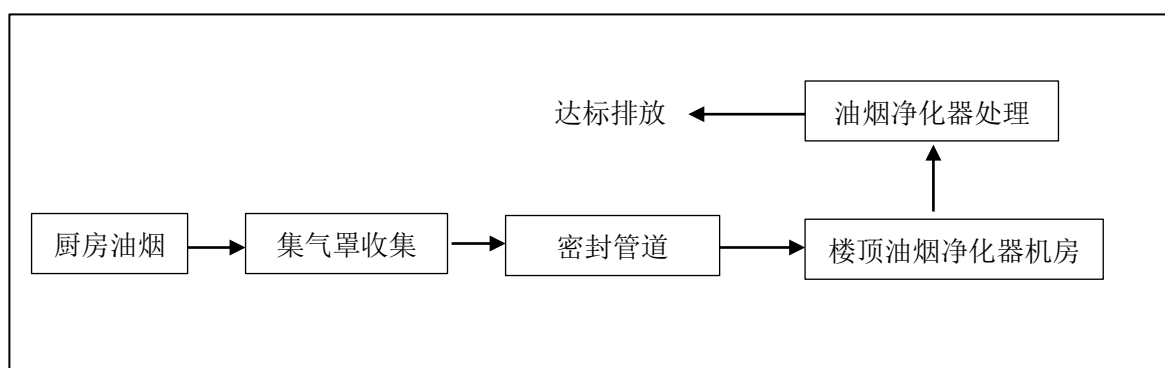 达标排放
油烟净化器处理
厨房油烟
集气罩收集
密封管道
楼顶油烟净化器机房